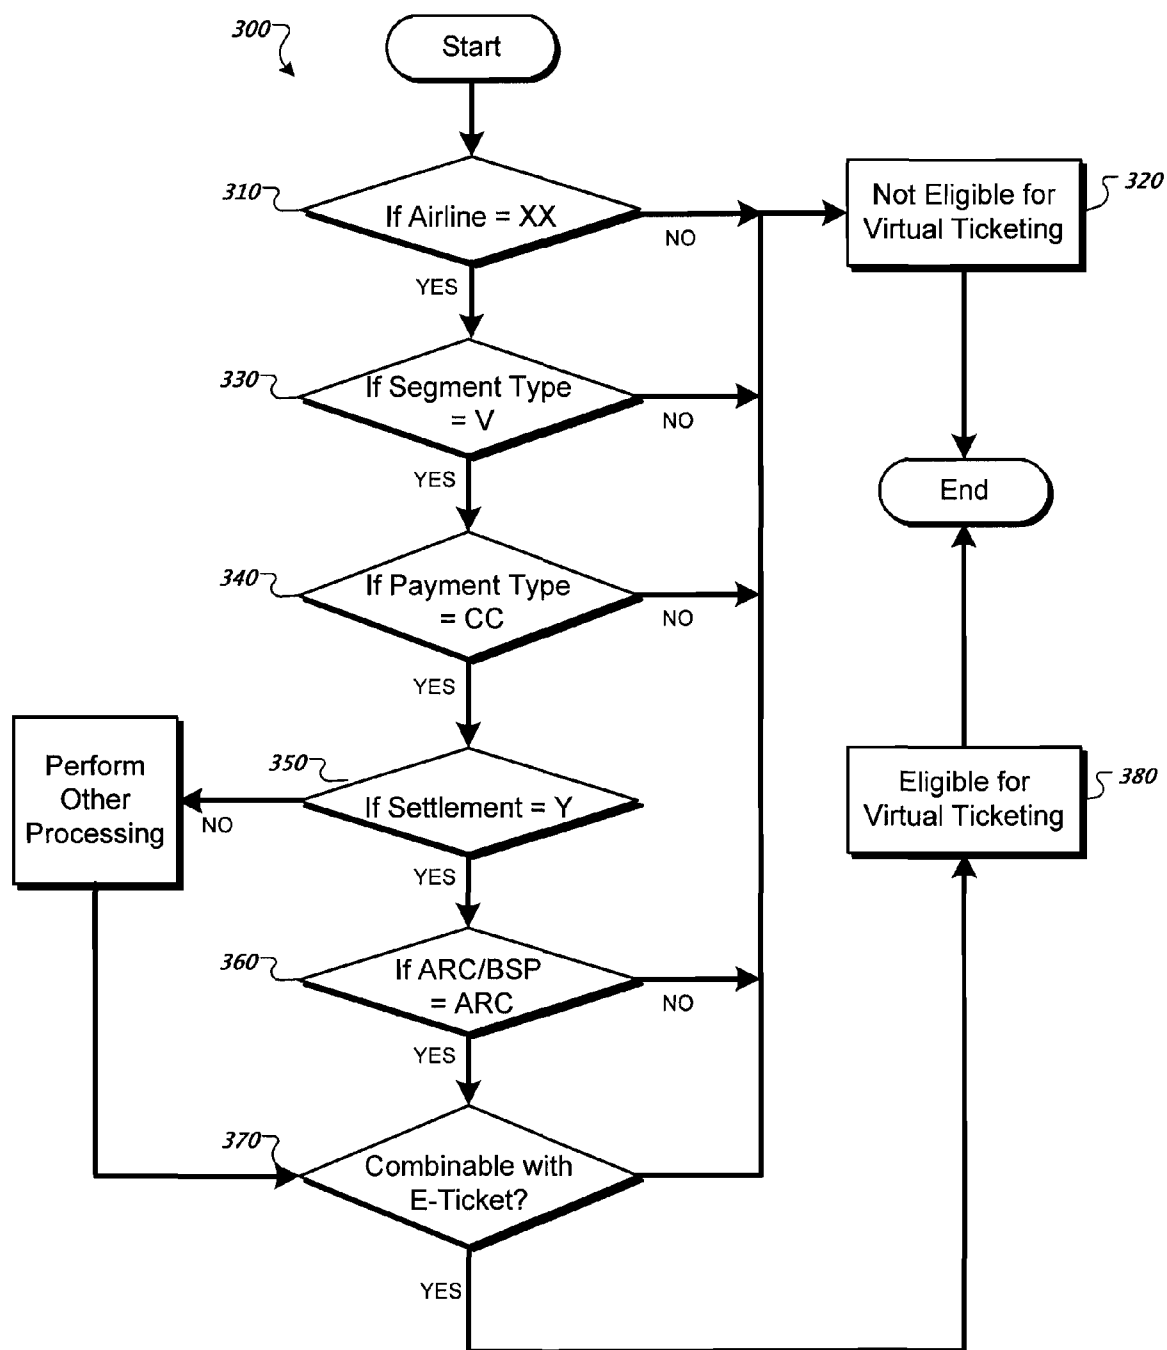 300
Start
310
If Airline = XX
NO
YES
Not Eligible for
Virtual Ticketing
320
330
If Segment Type
= V
NO
YES
End
340
If Payment Type
= CC
NO
YES
Perform
Other
Processing
350
If Settlement = Y
NO
YES
Eligible for
Virtual Ticketing
380
360
If ARC/BSP
= ARC
NO
YES
370
Combinable with
E-Ticket?
YES